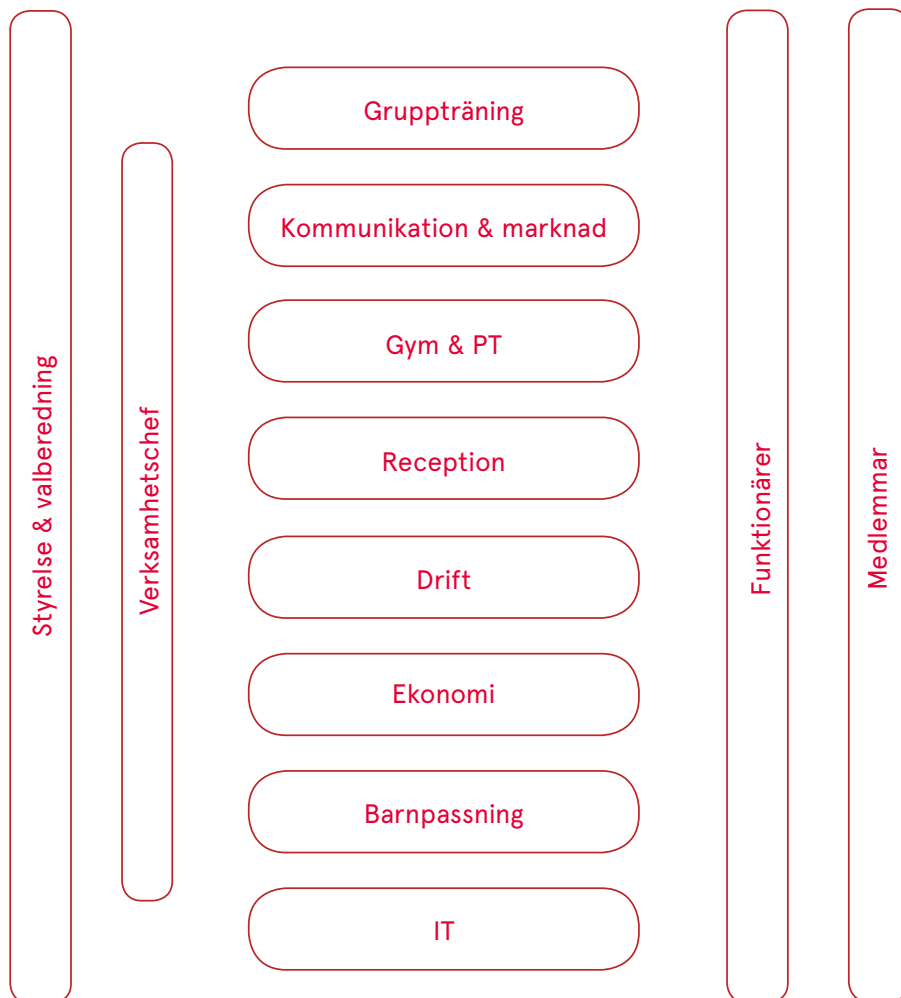 Styrelse & valberedning
Verksamhetschef
Gruppträning
Kommunikation & marknad
Gym & PT
Reception
Drift
Ekonomi
Barnpassning
IT
Funktionärer
Medlemmar